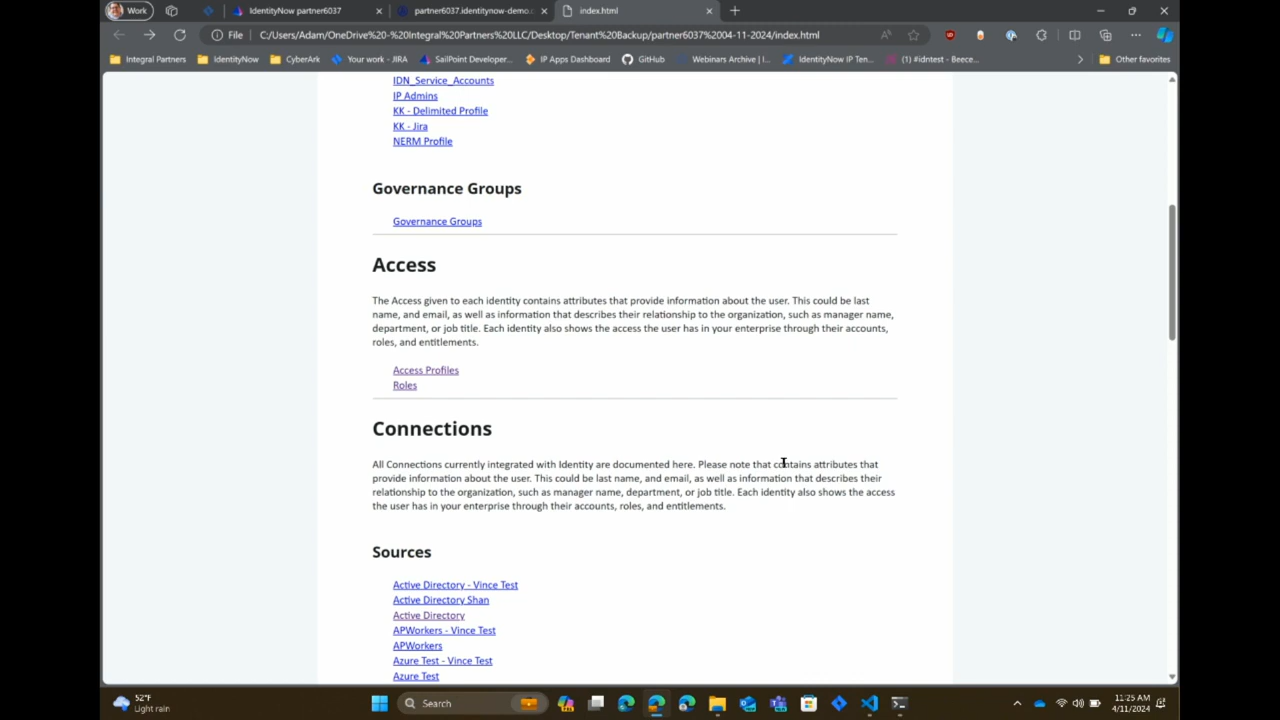 Work
IdentityNow partner6037
partner6037.identitynow-demo.
index.html
File
C:/Users/Adam/OneDrive%20-%20Integral%20Partners%20LLC/Desktop/Tenant%20Backup/partner6037%2004-11-2024/index.html
Integral Partners
IdentityNow
CyberArk
Your work - JIRA
SailPoint Developer...
IP Apps Dashboard
GitHub
Webinars Archive | I...
IdentityNow IP Ten...
(1) #idntest - Beece...
Other favorites
IDN_Service_Accounts
IP Admins
KK - Delimited Profile
KK - Jira
NERM Profile
Governance Groups
Governance Groups
Access
The Access given to each identity contains attributes that provide information about the user. This could be last
name, and email, as well as information that describes their relationship to the organization, such as manager name,
department, or job title. Each identity also shows the access the user has in your enterprise through their accounts,
roles, and entitlements.
Access Profiles
Roles
Connections
All Connections currently integrated with Identity are documented here. Please note that contains attributes that
provide information about the user. This could be last name, and email, as well as information that describes their
relationship to the organization, such as manager name, department, or job title. Each identity also shows the access
the user has in your enterprise through their accounts, roles, and entitlements.
Sources
Active Directory - Vince Test
Active Directory Shan
Active Directory
APWorkers - Vince Test
APWorkers
Azure Test - Vince Test
Azure Test
52°F
Light rain
Search
11:25 AM
4/11/2024